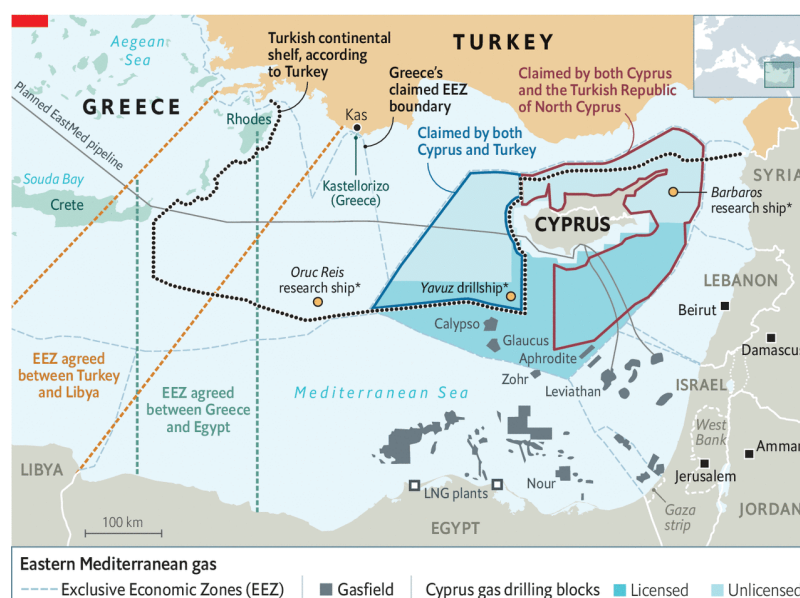 Aegean
Sea
Turkish continental
shelf, according
to Turkey
TURKEY
Greece's
claimed EEZ
boundary
Claimed by both Cyprus
and the Turkish Republic
of North Cyprus
GREECE
Planned EastMed pipeline
Rhodes
Kas
Claimed by both
Cyprus and Turkey
SYRIA
Souda Bay
Crete
Kastellorizo
(Greece)
Barbaros
research ship*
CYPRUS
Oruc Reis
research ship*
Yavuz drillship*
LEBANON
Beirut
Calypso
Glaucus
Aphrodite
Damascus
EEZ agreed
between Turkey
and Libya
EEZ agreed
between Greece
and Egypt
Mediterranean Sea
Zohr
Leviathan
ISRAEL
West
Bank
Amman
LIBYA
Jerusalem
LNG plants
Nour
Gaza
strip
JORDAN
100 km
EGYPT
Eastern Mediterranean gas
Exclusive Economic Zones (EEZ)
Gasfield
Cyprus gas drilling blocks
Licensed
Unlicensed